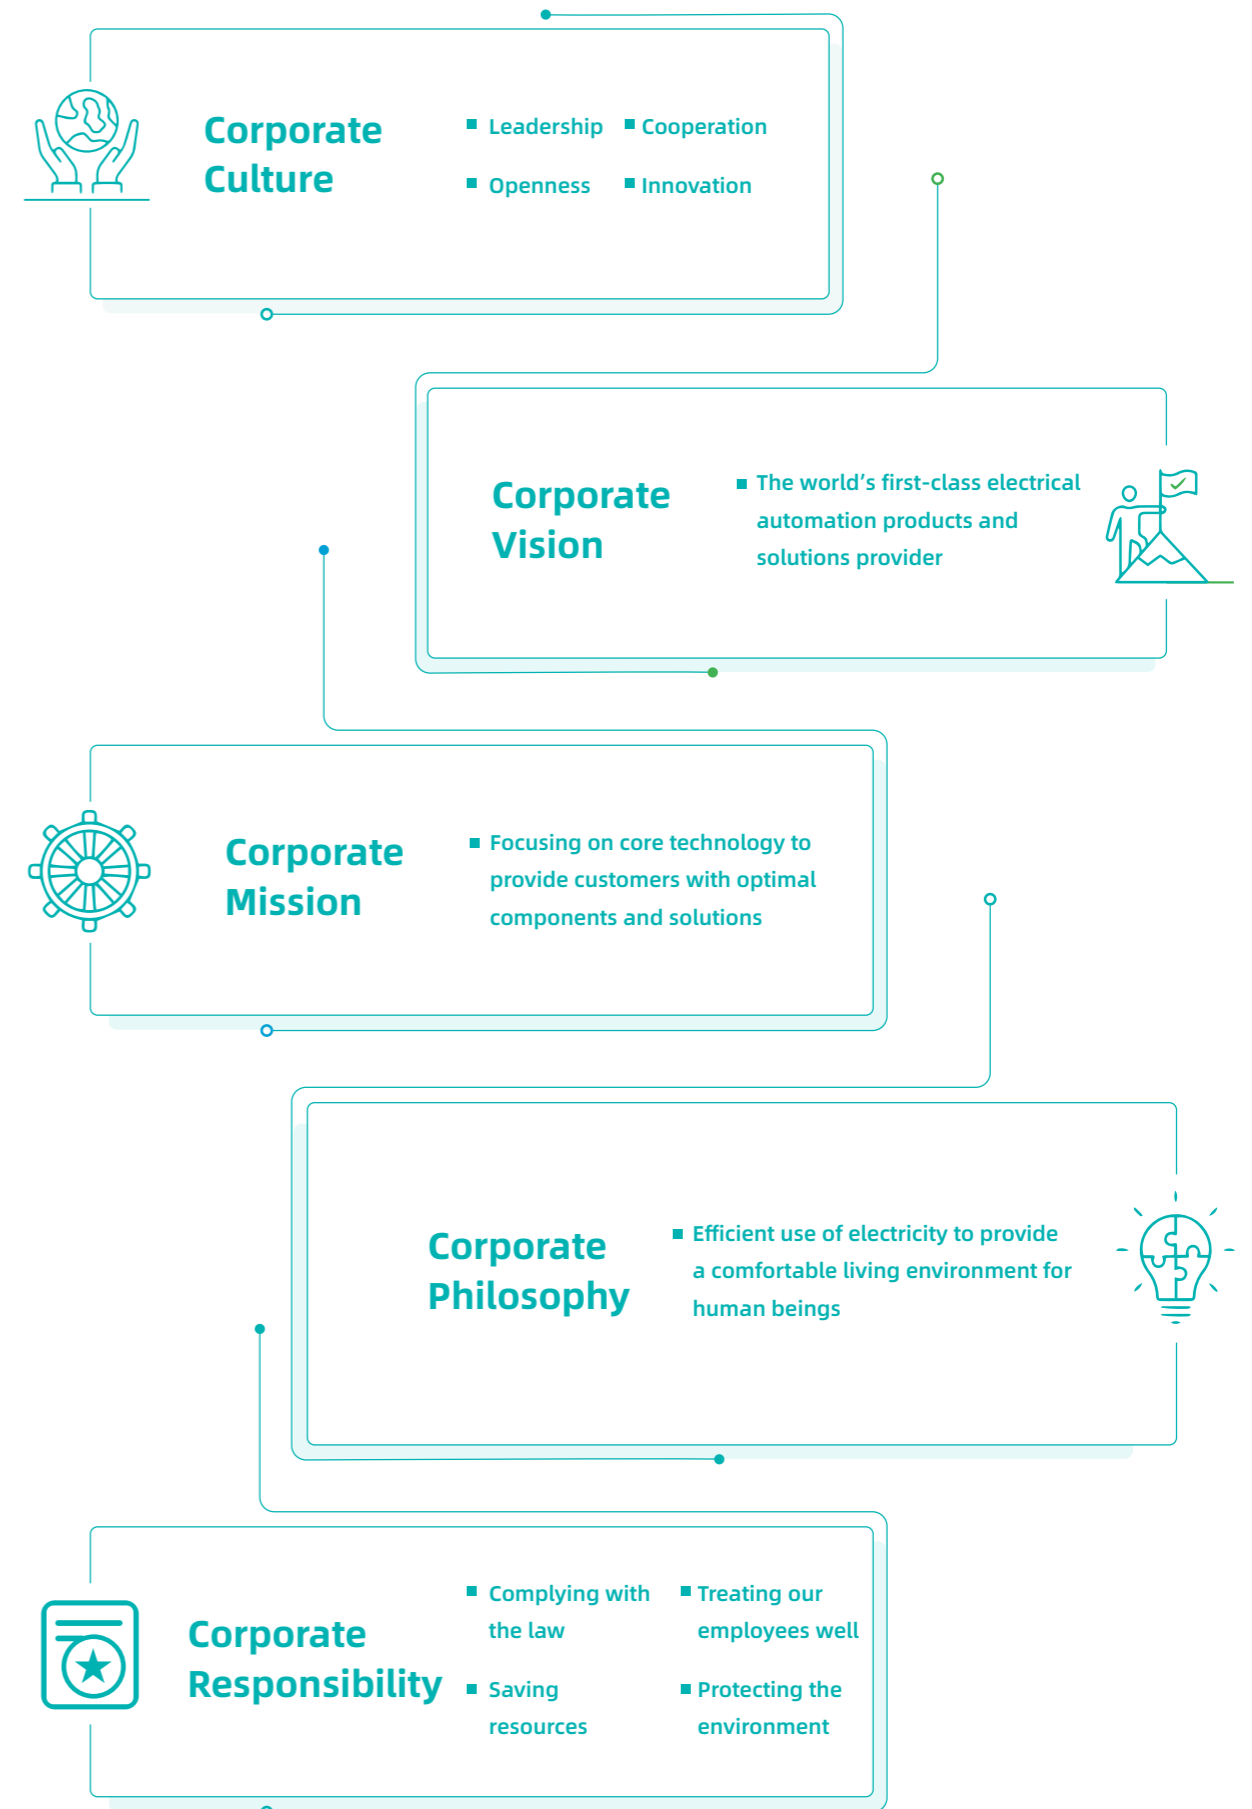 Corporate
Culture
Leadership
Cooperation
Openness
Innovation
Corporate
Vision
The world’s first-class electrical
automation products and
solutions provider
Corporate
Mission
Focusing on core technology to
provide customers with optimal
components and solutions
Corporate
Philosophy
Efficient use of electricity to provide
a comfortable living environment for
human beings
Corporate
Responsibility
Complying with
the law
Treating our
employees well
Saving
resources
Protecting the
environment